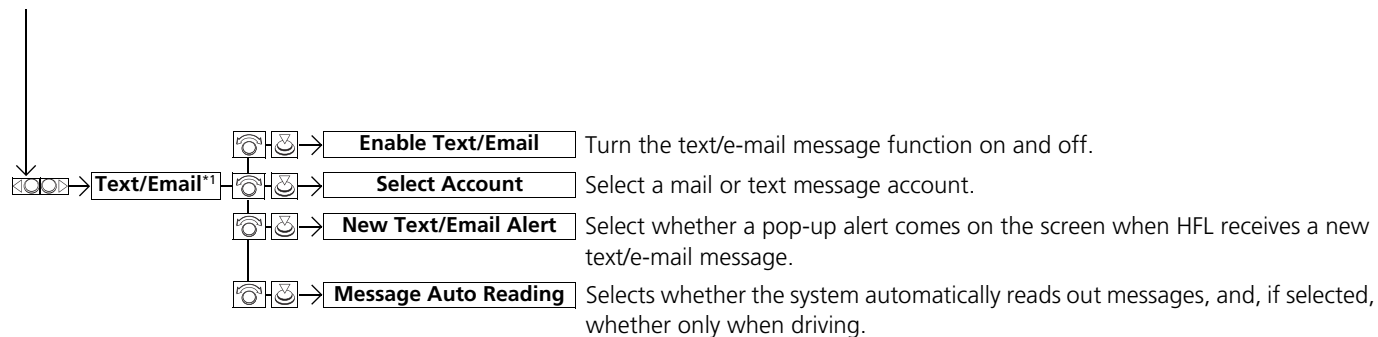 Enable Text/Email Turn the text/e-mail message function on and off.
Text/Email*1 Select Account Select a mail or text message account.
New Text/Email Alert Select whether a pop-up alert comes on the screen when HFL receives a new
text/e-mail message.
Message Auto Reading Selects whether the system automatically reads out messages, and, if selected,
whether only when driving.